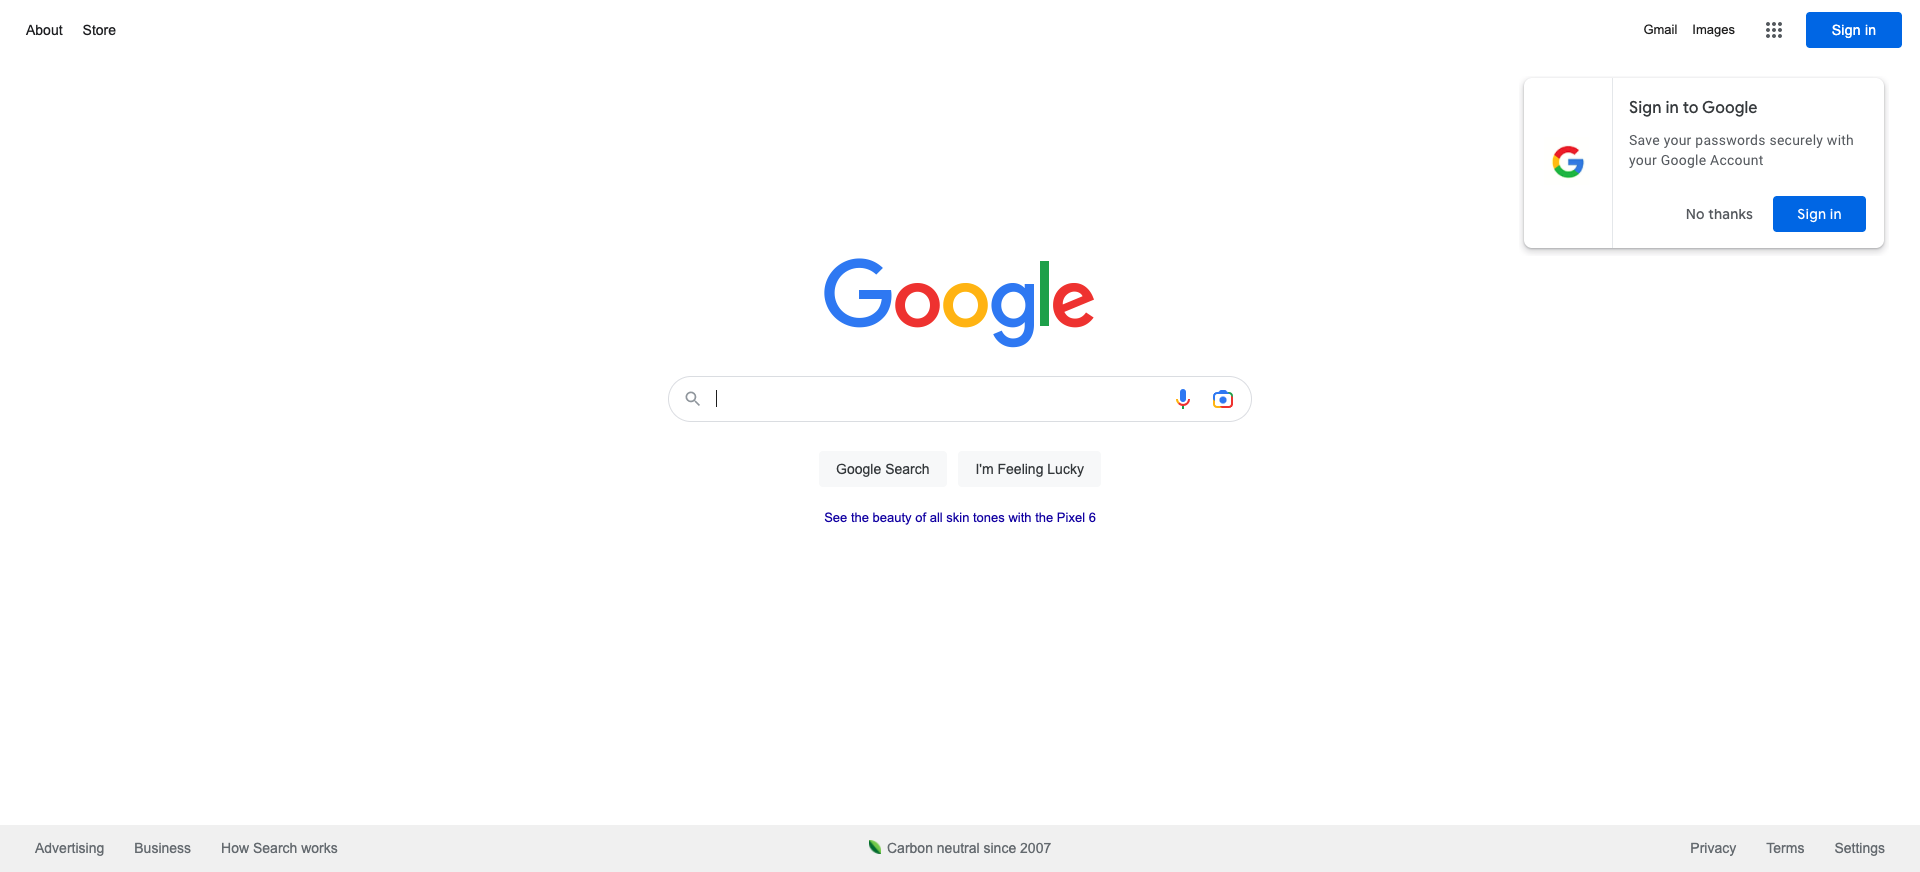 About Store
Gmail Images
Sign in
Sign in to Google
Save your passwords securely with
your Google Account
No thanks
Sign in
Google
Google Search
I'm Feeling Lucky
See the beauty of all skin tones with the Pixel 6
Advertising Business How Search works
Carbon neutral since 2007
Privacy Terms Settings